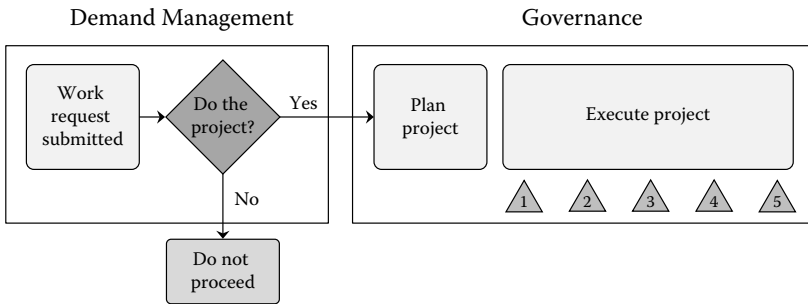 Demand Management
Governance
Work
request
submitted
Do the
project?
Yes
No
Do not
proceed
Plan
project
Execute project
1
2
3
4
5